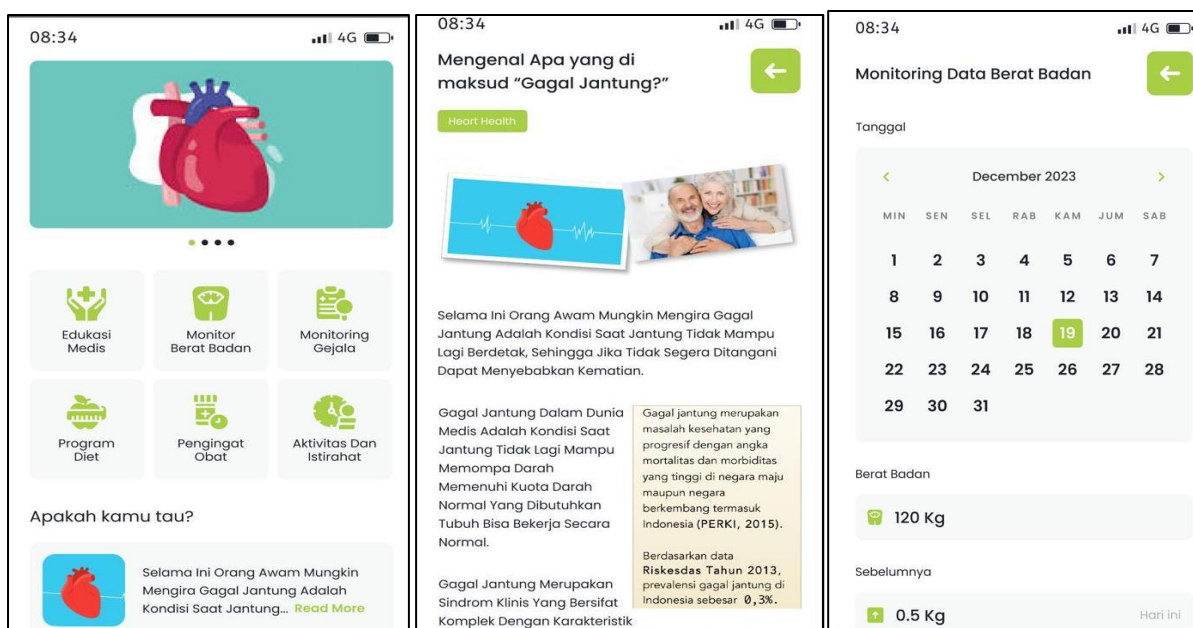 08:34
4G
Edukasi
Medis
Monitor
Berat Badan
Monitoring
Gejala
Program
Diet
Pengingat
Obat
Aktivitas Dan
Istirahat
Apakah kamu tau?
Selama Ini Orang Awam Mungkin
Mengira Gagal Jantung Adalah
Kondisi Saat Jantung... Read More
08:34
4G
Mengenal Apa yang di
maksud “Gagal Jantung?”
Heart Health
Selama Ini Orang Awam Mungkin Mengira Gagal
Jantung Adalah Kondisi Saat Jantung Tidak Mampu
Lagi Berdetak, Sehingga Jika Tidak Segera Ditangani
Dapat Menyebabkan Kematian.
Gagal Jantung Dalam Dunia
Medis Adalah Kondisi Saat
Jantung Tidak Lagi Mampu
Memompa Darah
Memenuhi Kuota Darah
Normal Yang Dibutuhkan
Tubuh Bisa Bekerja Secara
Normal.
Gagal Jantung Merupakan
Sindrom Klinis Yang Bersifat
Komplek Dengan Karakteristik
Gagal jantung merupakan
masalah kesehatan yang
progresif dengan angka
mortalitas dan morbiditas
yang tinggi di negara maju
maupun negara
berkembang termasuk
Indonesia (PERKI, 2015).
Berdasarkan data
Riskesdas Tahun 2013,
prevalensi gagal jantung di
Indonesia sebesar 0,3%.
08:34
4G
Monitoring Data Berat Badan
Tanggal
< December 2023 >
MIN SEN SEL RAB KAM JUM SAB
1 2 3 4 5 6 7
8 9 10 11 12 13 14
15 16 17 18 19 20 21
22 23 24 25 26 27 28
29 30 31
Berat Badan
120 Kg
Sebelumnya
0.5 Kg Hari ini